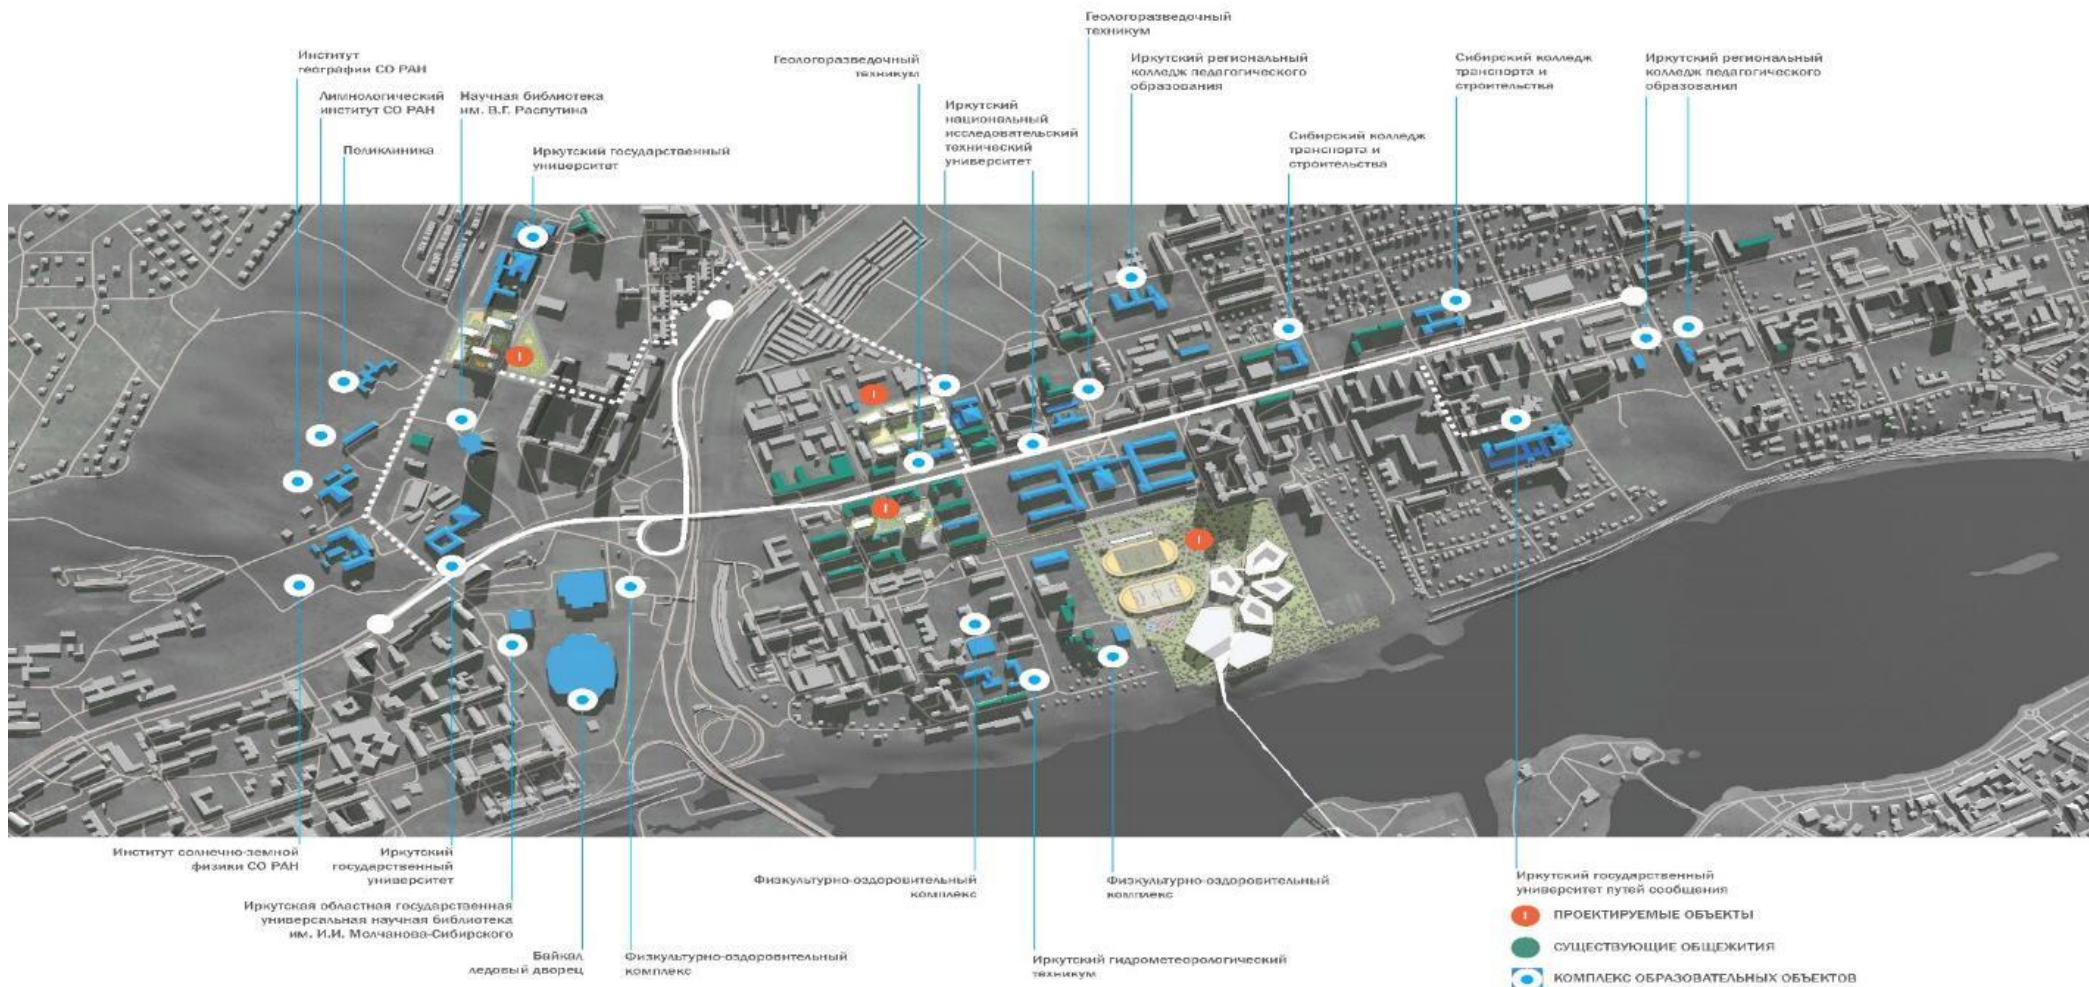 Геологоразведочный
техникум
Институт
географии СО РАН
Геологоразведочный
техникум
Иркутский региональный
колледж педагогического
образования
Сибирский колледж
транспорта и
строительства
Иркутский региональный
колледж педагогического
образования
Лимнологический
институт СО РАН
Научная библиотека
им. В.Г. Распутина
Иркутский
национальный
исследовательский
технический
университет
Поликлиника
Иркутский государственный
университет
Сибирский колледж
транспорта и
строительства
Институт солнечно-земной
физики СО РАН
Иркутский
государственный
университет
Иркутская областная государственная
универсальная научная библиотека
им. И.И. Молчанова-Сибирского
Байкал
ледовый дворец
Физкультурно-оздоровительный
комплекс
Физкультурно-оздоровительный
комплекс
Иркутский гидрометеорологический
техникум
Физкультурно-оздоровительный
комплекс
Иркутский государственный
университет путей сообщения
ПРОЕКТИРУЕМЫЕ ОБЪЕКТЫ
СУЩЕСТВУЮЩИЕ ОБЩЕЖИТИЯ
КОМПЛЕКС ОБРАЗОВАТЕЛЬНЫХ ОБЪЕКТОВ